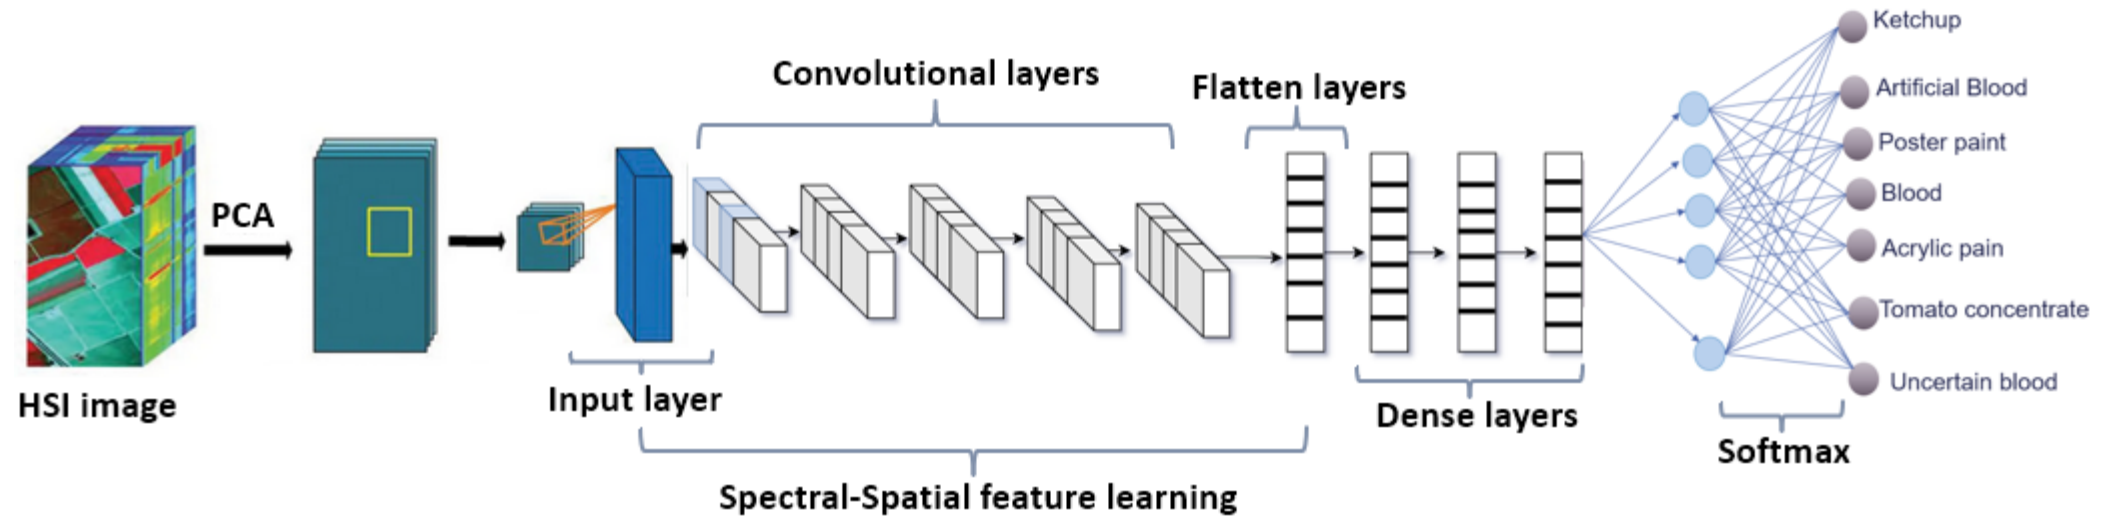 HSI image
PCA
Input layer
Convolutional layers
Flatten layers
Spectral-Spatial feature learning
Dense layers
Softmax
Ketchup
Artificial Blood
Poster paint
Blood
Acrylic pain
Tomato concentrate
Uncertain blood